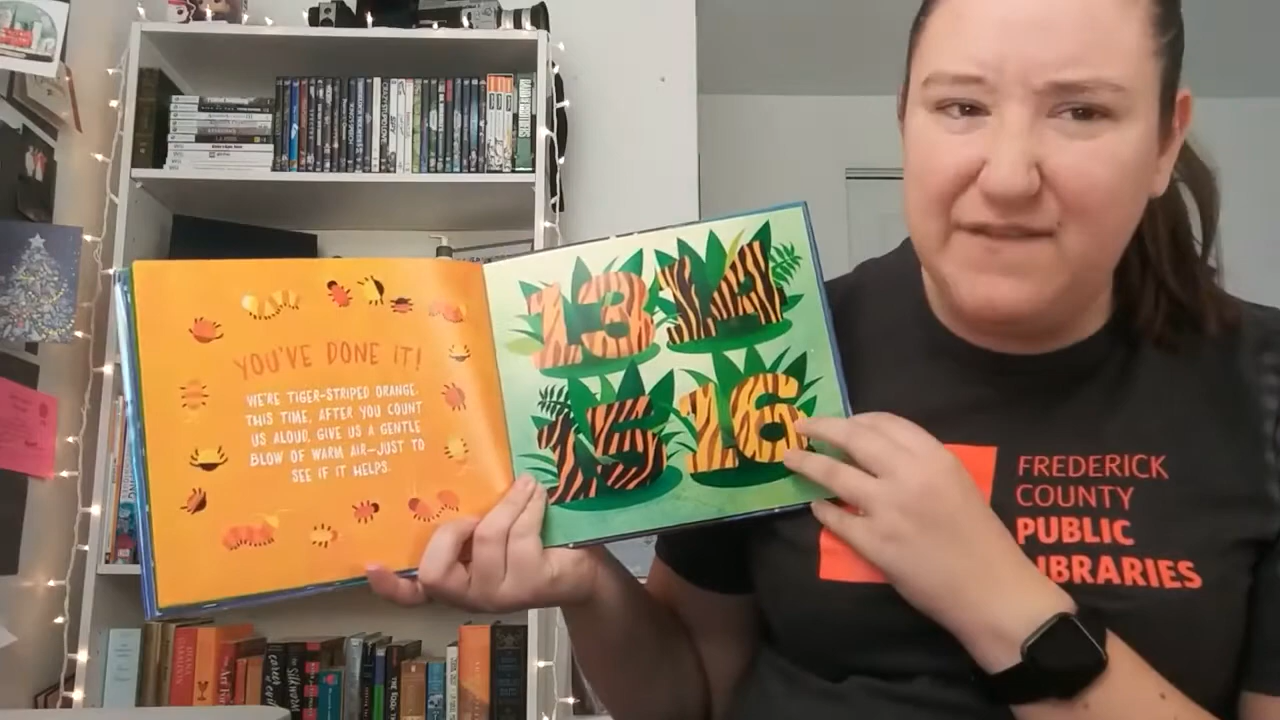 YOU'VE DONE IT!
WE'RE TIGER-STRIPED ORANGE.
THIS TIME, AFTER YOU COUNT
US ALOUD, GIVE US A GENTLE
BLOW OF WARM AIR—JUST TO
SEE IF IT HELPS.
13 14
15 16
FREDERICK
COUNTY
PUBLIC
LIBRARIES